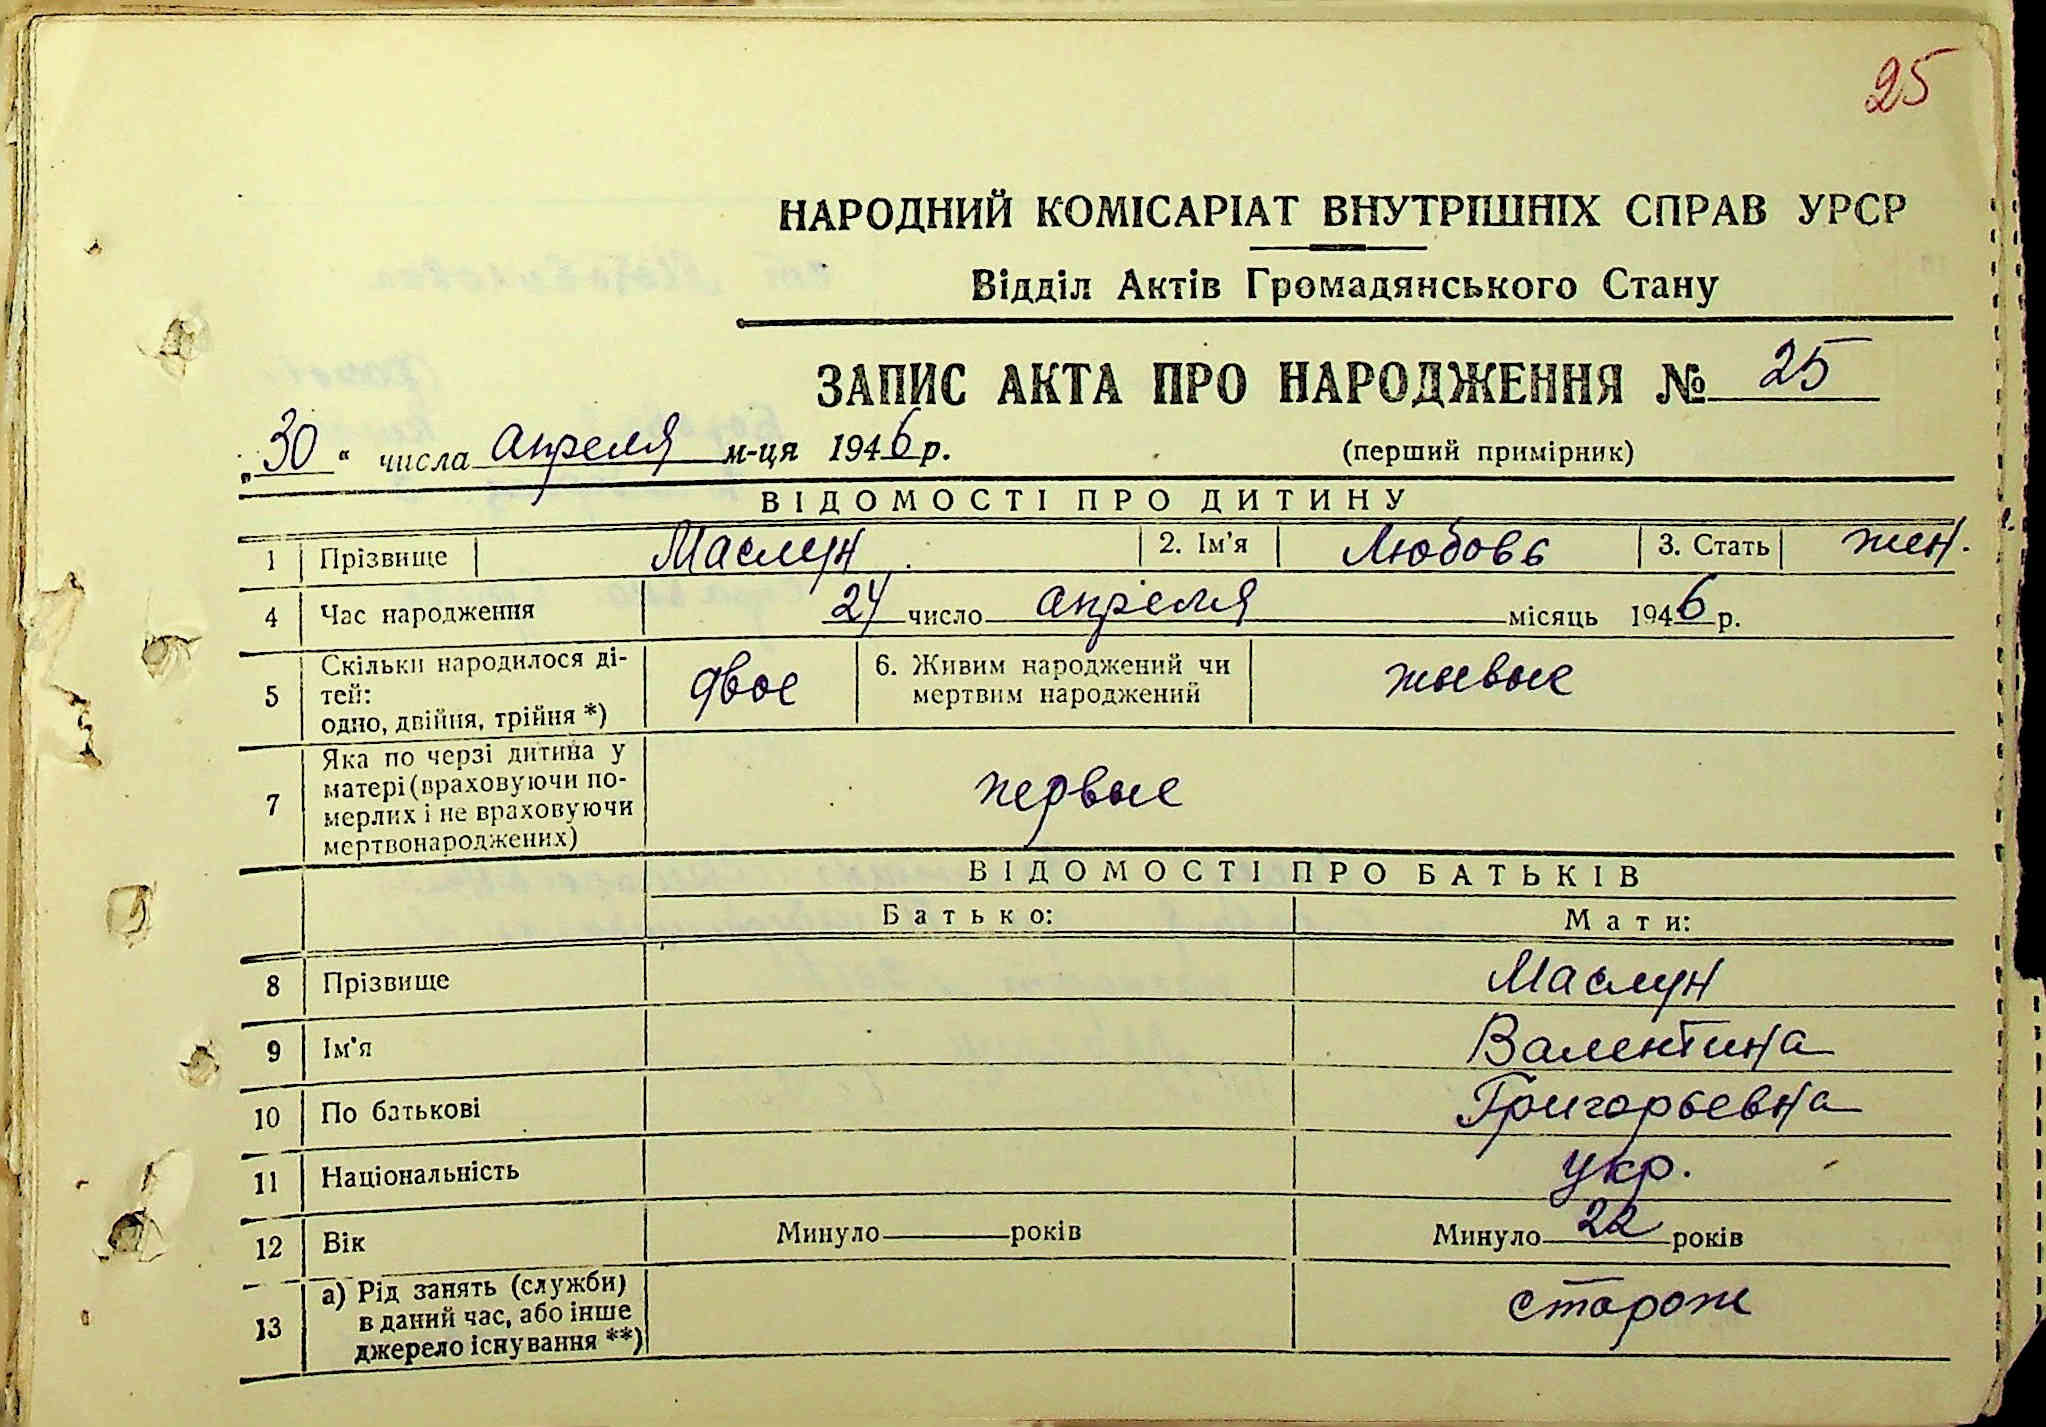 25
НАРОДНИЙ КОМІСАРІАТ ВНУТРІШНІХ СПРАВ УРСР
Відділ Актів Громадянського Стану
ЗАПИС АКТА ПРО НАРОДЖЕННЯ № 25
„30“ числа апреля м-ця 1946 р. (перший примірник)
ВІДОМОСТІ ПРО ДИТИНУ
1 Прізвище Маслун 2. Ім'я Любовь 3. Стать жен.
4 Час народження 24 число апреля місяць 1946 р.
5 Скільки народилося ді-
тей:
одно, двійня, трійня *) двое 6. Живим народжений чи
мертвим народжений живые
7 Яка по черзі дитина у
матері (враховуючи по-
мерлих і не враховуючи
мертвонароджених) первые
ВІДОМОСТІ ПРО БАТЬКІВ
Батько: Мати:
8 Прізвище Маслун
9 Ім'я Валентина
10 По батькові Григорьевна
11 Національність укр.
12 Вік Минуло років Минуло 22 років
13 а) Рід занять (служби)
в даний час, або інше
джерело існування **) сторож